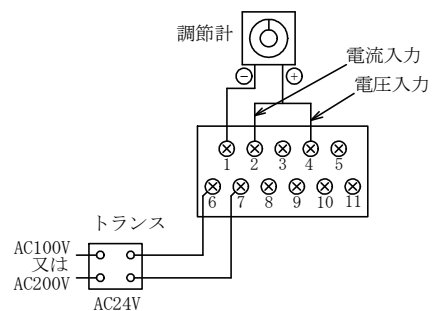 調節計
電流入力
電圧入力
− +
1 2 3 4 5
6 7 8 9 10 11
トランス
AC100V
又は
AC200V
AC24V